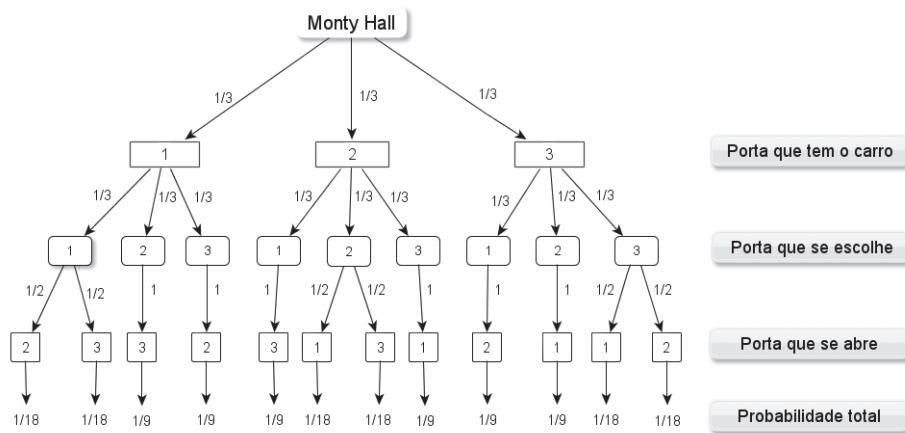 Monty Hall
1/3 1/3 1/3
1 2 3 Porta que tem o carro
1/3 1/3 1/3 1/3 1/3 1/3 1/3 1/3 1/3
1 2 3 1 2 3 1 2 3 Porta que se escolhe
1/2 1/2 1 1 1 1/2 1/2 1 1 1 1/2 1/2
2 3 3 2 3 1 3 1 2 1 1 2 Porta que se abre
1/18 1/18 1/9 1/9 1/9 1/18 1/18 1/9 1/9 1/9 1/18 1/18 Probabilidade total